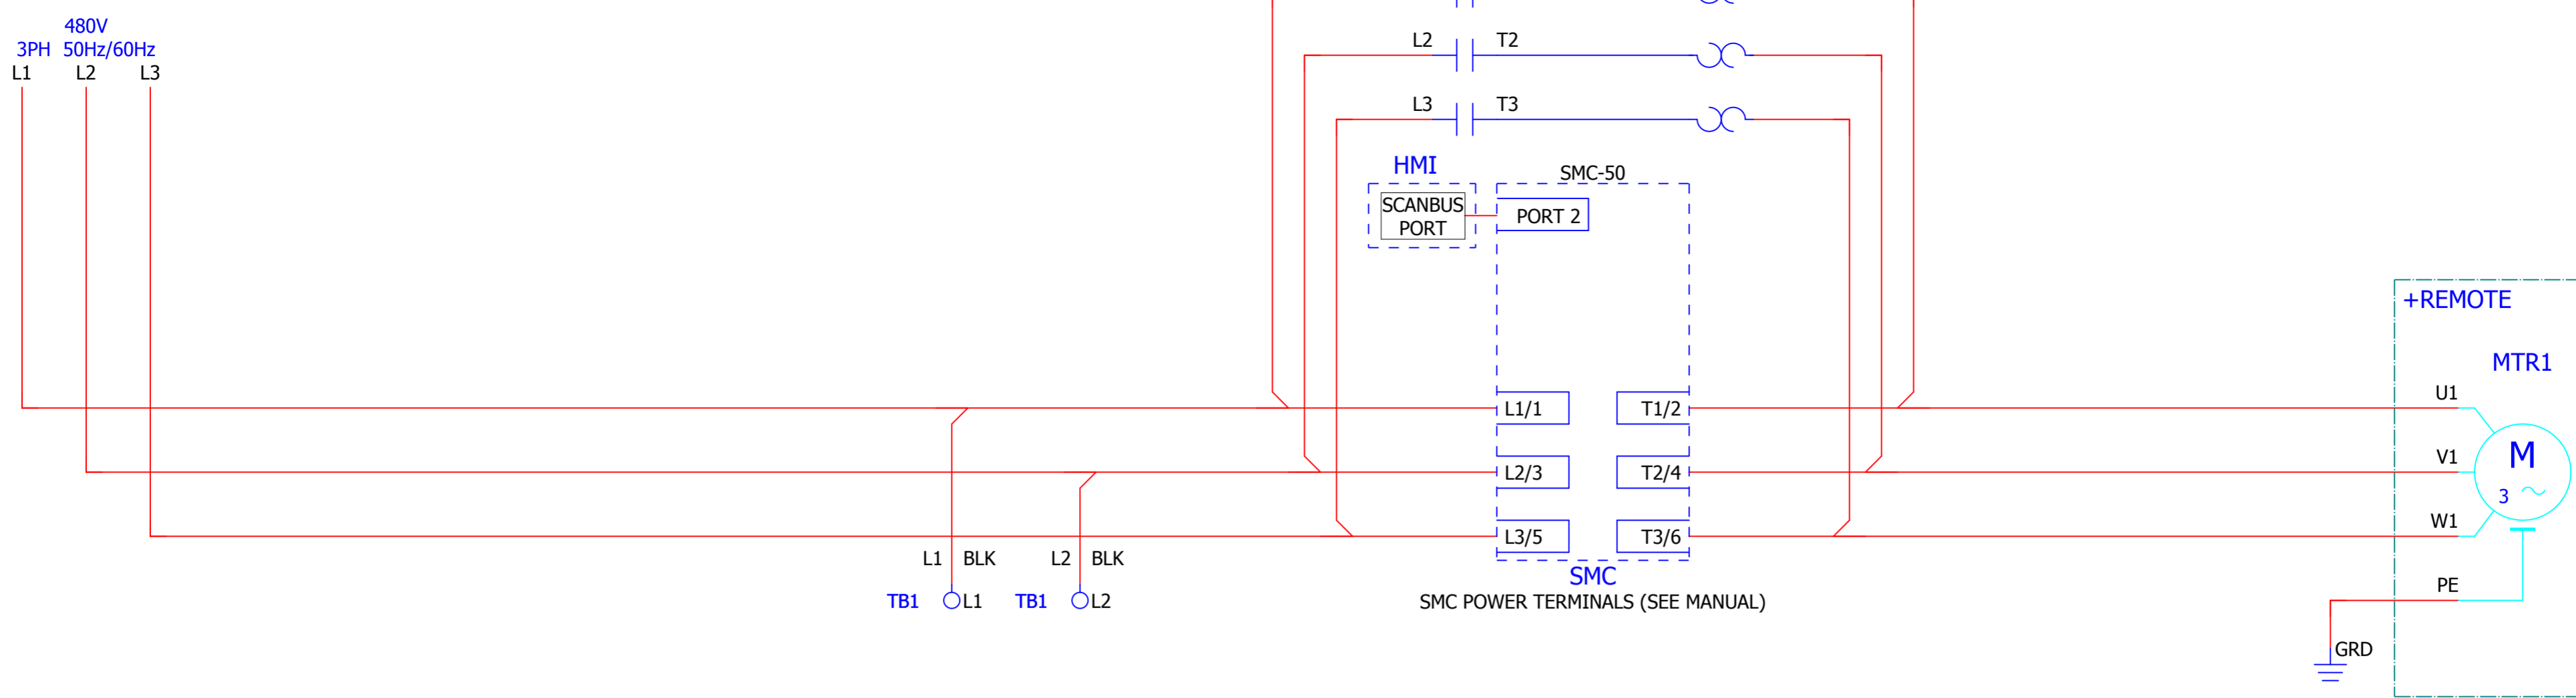 480V
3PH 50Hz/60Hz
L1 L2 L3
L2 T2
L3 T3
HMI
SMC-50
SCANBUS
PORT
PORT 2
+REMOTE
MTR1
U1
L1/1 T1/2
V1
M
3
L2/3 T2/4
W1
L3/5 T3/6
L1 BLK L2 BLK
SMC
PE
TB1 L1 TB1 L2
SMC POWER TERMINALS (SEE MANUAL)
GRD